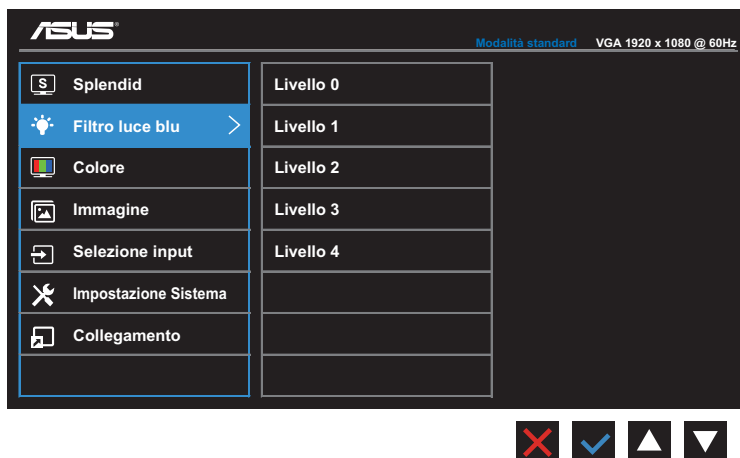 ASUS
Modalità standard VGA 1920 x 1080 @ 60Hz
S Splendid
Livello 0
Filtro luce blu
Livello 1
Colore
Livello 2
Immagine
Livello 3
Selezione input
Livello 4
Impostazione Sistema
Collegamento